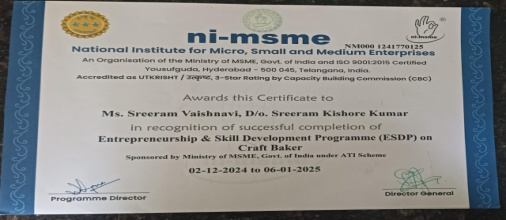 ni-msme
ni-msme
NM000 1241770125
National Institute for Micro, Small and Medium Enterprises
An Organisation of the Ministry of MSME, Govt. of India and ISO 9001:2015 Certified
Yousufguda, Hyderabad - 500 045, Telangana, India.
Accredited as UTKRISHT / उत्कृष्ट, 3-Star Rating by Capacity Building Commission (CBC)
Awards this Certificate to
Ms. Sreeram Vaishnavi, D/o. Sreeram Kishore Kumar
in recognition of successful completion of
Entrepreneurship & Skill Development Programme (ESDP) on
Craft Baker
Sponsored by Ministry of MSME, Govt. of India under ATI Scheme
02-12-2024 to 06-01-2025
Programme Director
Director General